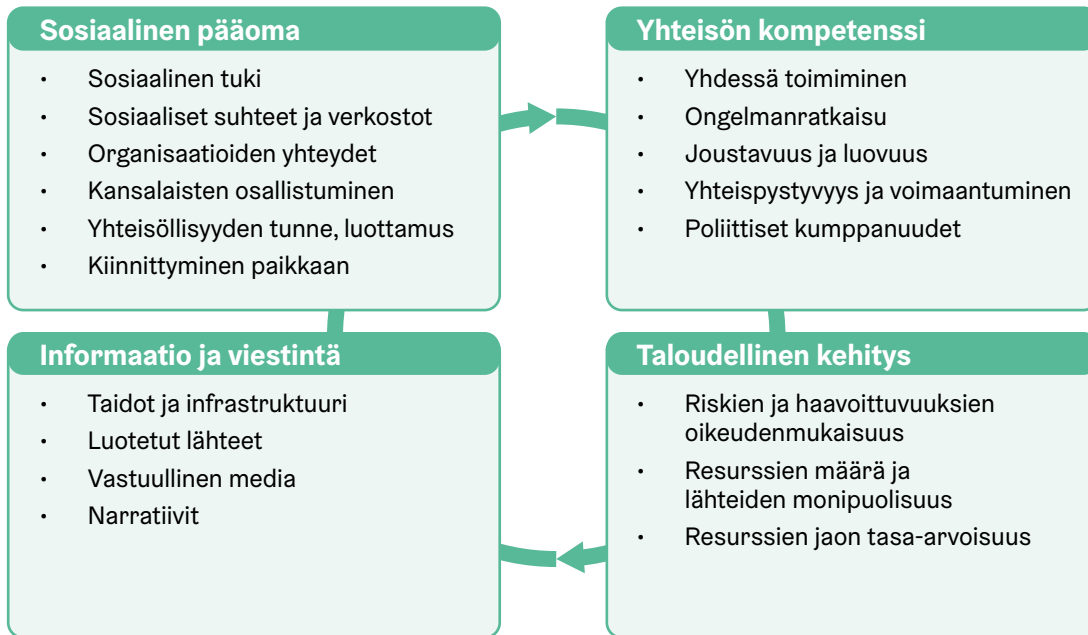 Sosiaalinen pääoma
• Sosiaalinen tuki
• Sosiaaliset suhteet ja verkostot
• Organisaatioiden yhteydet
• Kansalaisten osallistuminen
• Yhteisöllisyyden tunne, luottamus
• Kiinnittyminen paikkaan
Yhteisön kompetenssi
• Yhdessä toimiminen
• Ongelmanratkaisu
• Joustavuus ja luovuus
• Yhteispystyvyys ja voimaantuminen
• Poliittiset kumppanuudet
Informaatio ja viestintä
• Taidot ja infrastruktuuri
• Luotetut lähteet
• Vastuullinen media
• Narratiivit
Taloudellinen kehitys
• Riskien ja haavoittuvuuksien
oikeudenmukaisuus
• Resurssien määrä ja
lähteiden monipuolisuus
• Resurssien jaon tasa-arvoisuus